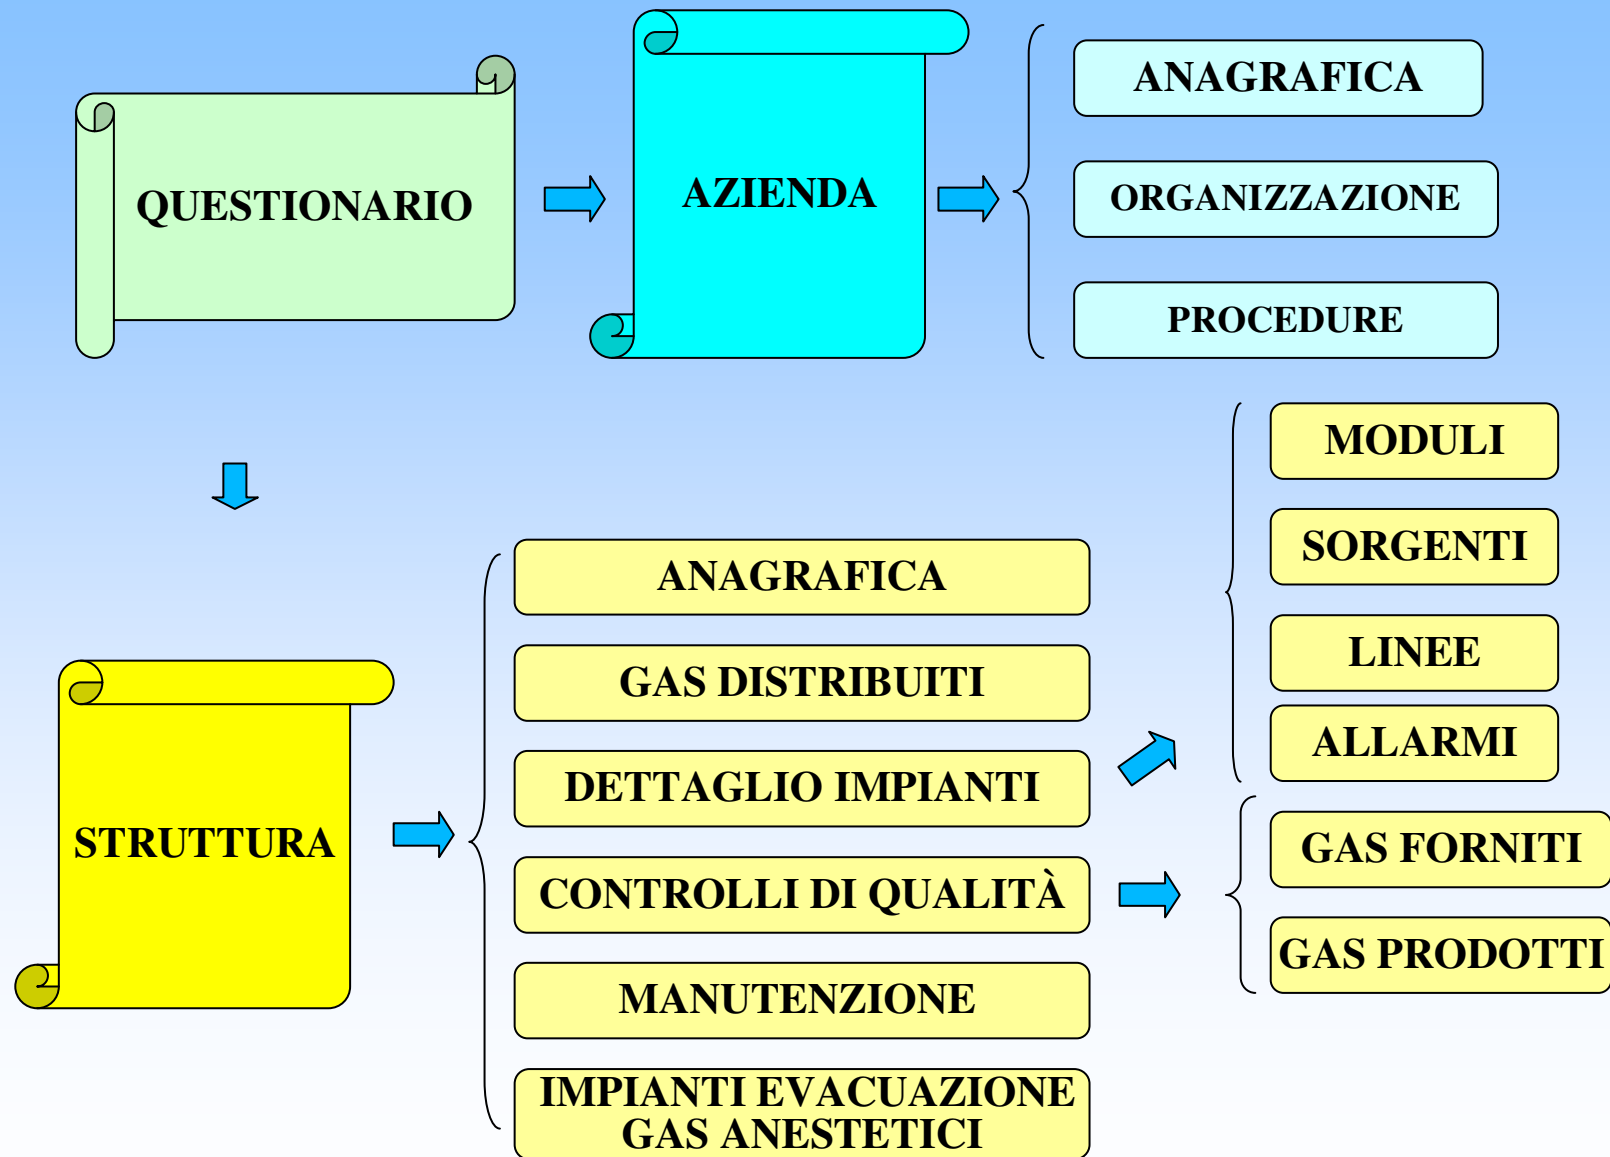 QUESTIONARIO
AZIENDA
ANAGRAFICA
ORGANIZZAZIONE
PROCEDURE
STRUTTURA
ANAGRAFICA
GAS DISTRIBUITI
DETTAGLIO IMPIANTI
CONTROLLI DI QUALITÀ
MANUTENZIONE
IMPIANTI EVACUAZIONE
GAS ANESTETICI
MODULI
SORGENTI
LINEE
ALLARMI
GAS FORNITI
GAS PRODOTTI